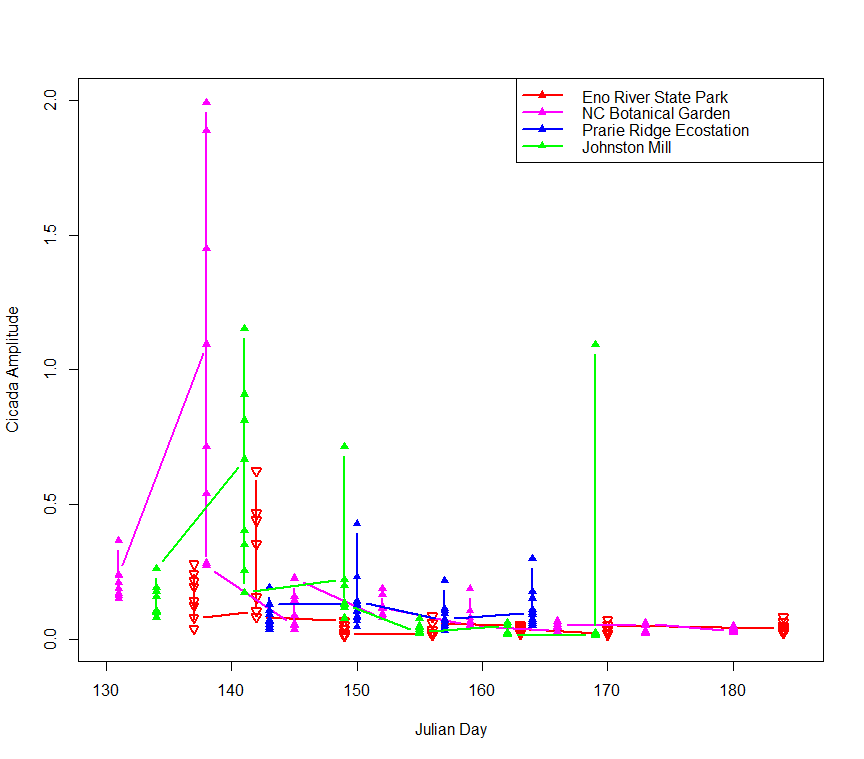 Eno River State Park
NC Botanical Garden
Prarie Ridge Ecostation
Johnston Mill
2.0
1.5
1.0
0.5
0.0
Cicada Amplitude
130 140 150 160 170 180
Julian Day